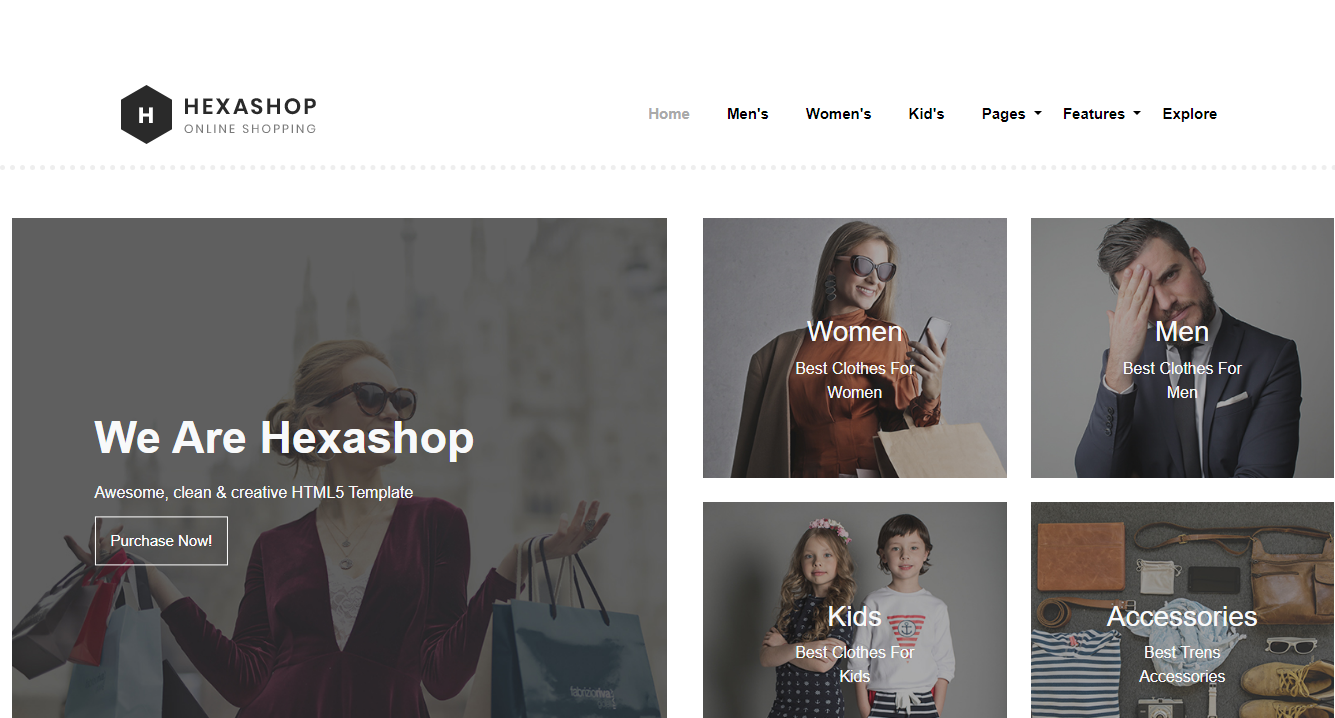 H
HEXASHOP
ONLINE SHOPPING
Home Men's Women's Kid's Pages Features Explore
We Are Hexashop
Awesome, clean & creative HTML5 Template
Purchase Now!
Women
Best Clothes For
Women
Men
Best Clothes For
Men
Kids
Best Clothes For
Kids
Accessories
Best Trens
Accessories